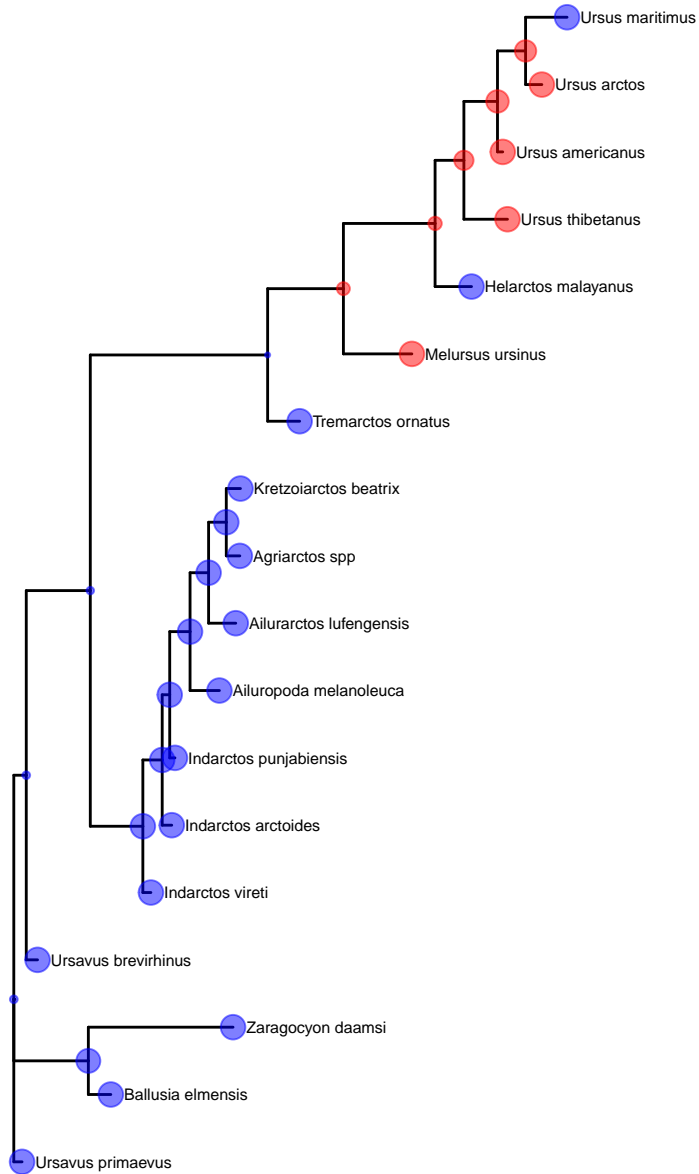 Ursus maritimus
Ursus arctos
Ursus americanus
Ursus thibetanus
Helarctos malayanus
Melursus ursinus
Tremarctos ornatus
Kretzoiarctos beatrix
Agriarctos spp
Ailurarctos lufengensis
Ailuropoda melanoleuca
Indarctos punjabiensis
Indarctos arctoides
Indarctos vireti
Ursavus brevirhinus
Zaragocyon daamsi
Ballusia elmensis
Ursavus primaevus